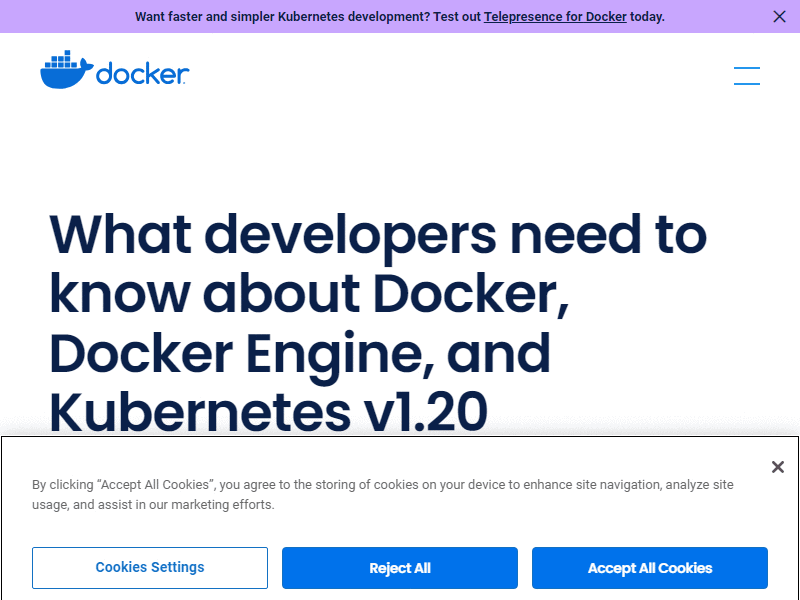 Want faster and simpler Kubernetes development? Test out Telepresence for Docker today.
docker
What developers need to
know about Docker,
Docker Engine, and
Kubernetes v1.20
By clicking “Accept All Cookies”, you agree to the storing of cookies on your device to enhance site navigation, analyze site
usage, and assist in our marketing efforts.
Cookies Settings
Reject All
Accept All Cookies